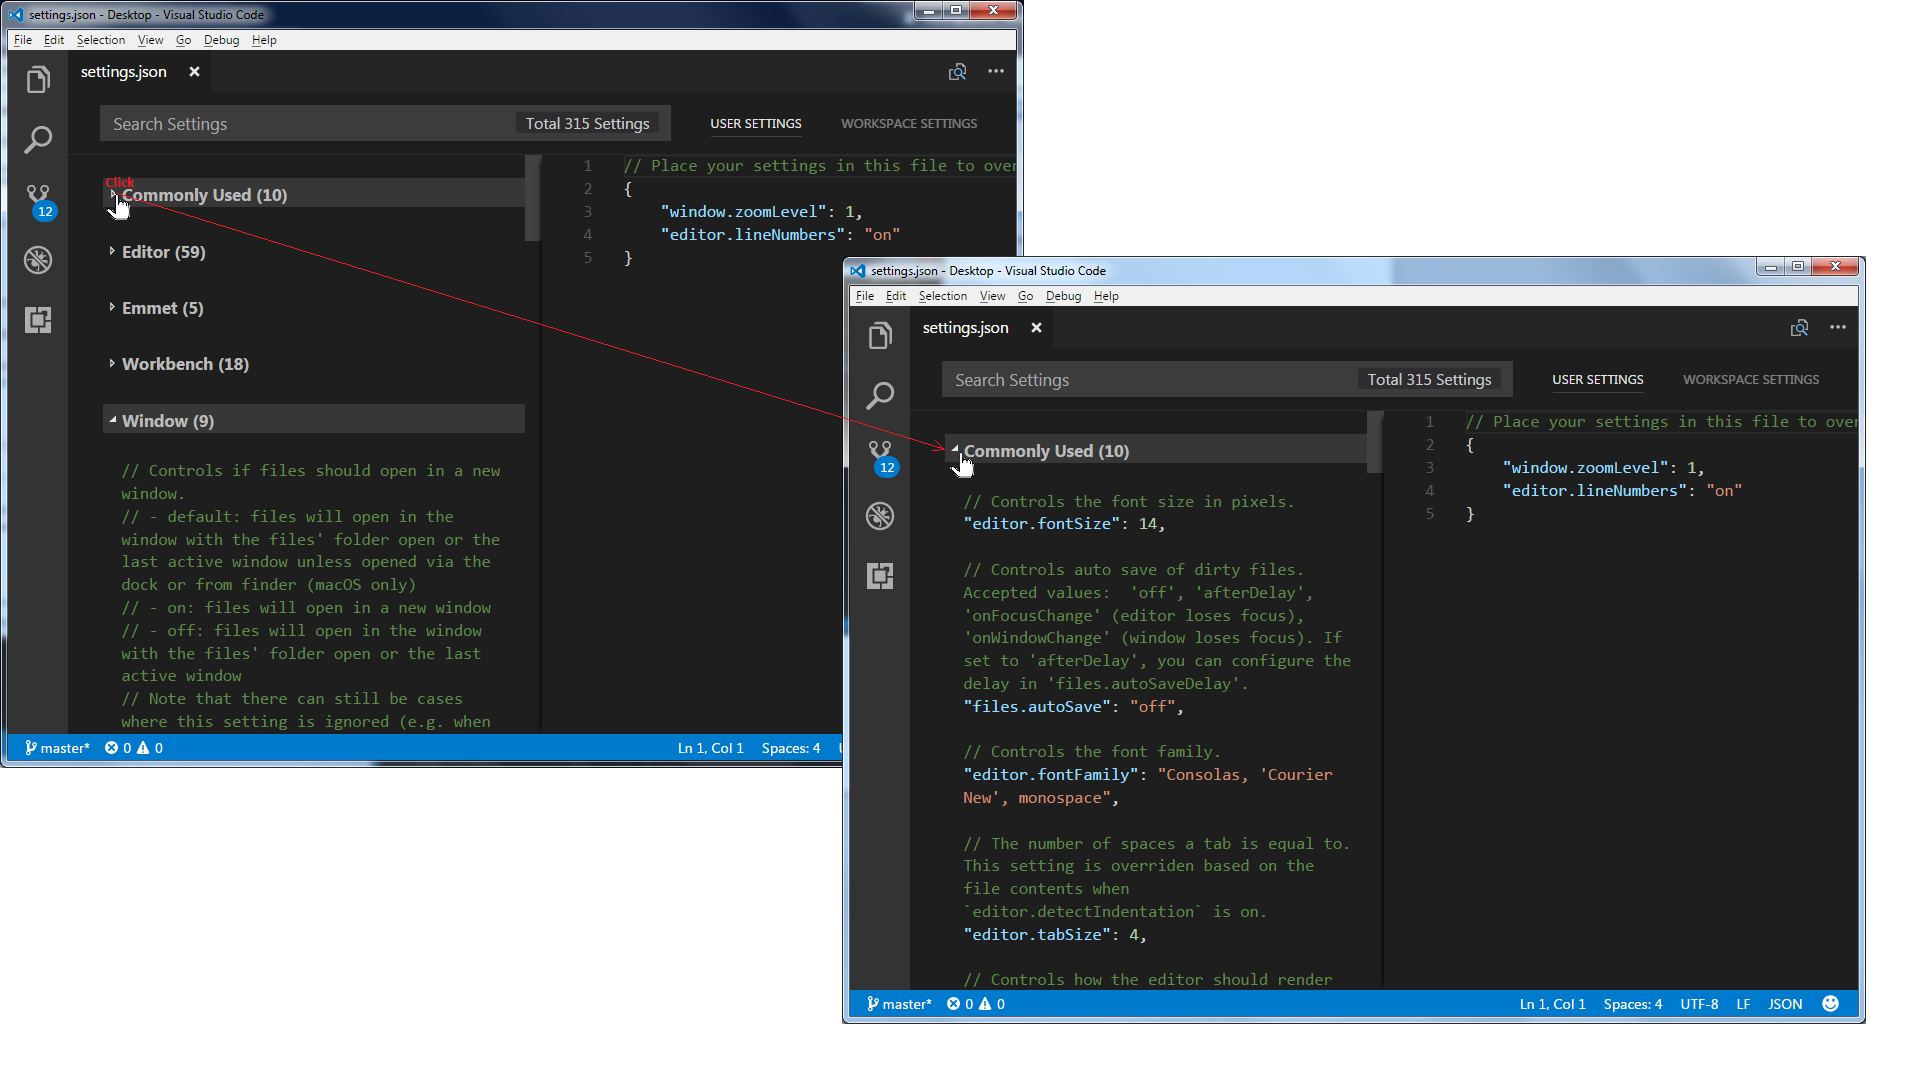 settings.json - Desktop - Visual Studio Code
File Edit Selection View Go Debug Help
settings.json
Search Settings
Total 315 Settings
USER SETTINGS
WORKSPACE SETTINGS
Click
Commonly Used (10)
Editor (59)
Emmet (5)
Workbench (18)
Window (9)
// Controls if files should open in a new
window.
// - default: files will open in the
window with the files' folder open or the
last active window unless opened via the
dock or from finder (macOS only)
// - on: files will open in a new window
// - off: files will open in the window
with the files' folder open or the last
active window
// Note that there can still be cases
where this setting is ignored (e.g. when
1 // Place your settings in this file to over
2 {
3 "window.zoomLevel": 1,
4 "editor.lineNumbers": "on"
5 }
12
master* 0 0
Ln 1, Col 1 Spaces: 4
settings.json - Desktop - Visual Studio Code
File Edit Selection View Go Debug Help
settings.json
Search Settings
Total 315 Settings
USER SETTINGS
WORKSPACE SETTINGS
Commonly Used (10)
// Controls the font size in pixels.
"editor.fontSize": 14,
// Controls auto save of dirty files.
Accepted values:  'off', 'afterDelay',
'onFocusChange' (editor loses focus),
'onWindowChange' (window loses focus). If
set to 'afterDelay', you can configure the
delay in 'files.autoSaveDelay'.
"files.autoSave": "off",
// Controls the font family.
"editor.fontFamily": "Consolas, 'Courier
New', monospace",
// The number of spaces a tab is equal to.
This setting is overriden based on the
file contents when
`editor.detectIndentation` is on.
"editor.tabSize": 4,
// Controls how the editor should render
1 // Place your settings in this file to over
2 {
3 "window.zoomLevel": 1,
4 "editor.lineNumbers": "on"
5 }
12
master* 0 0
Ln 1, Col 1 Spaces: 4 UTF-8 LF JSON